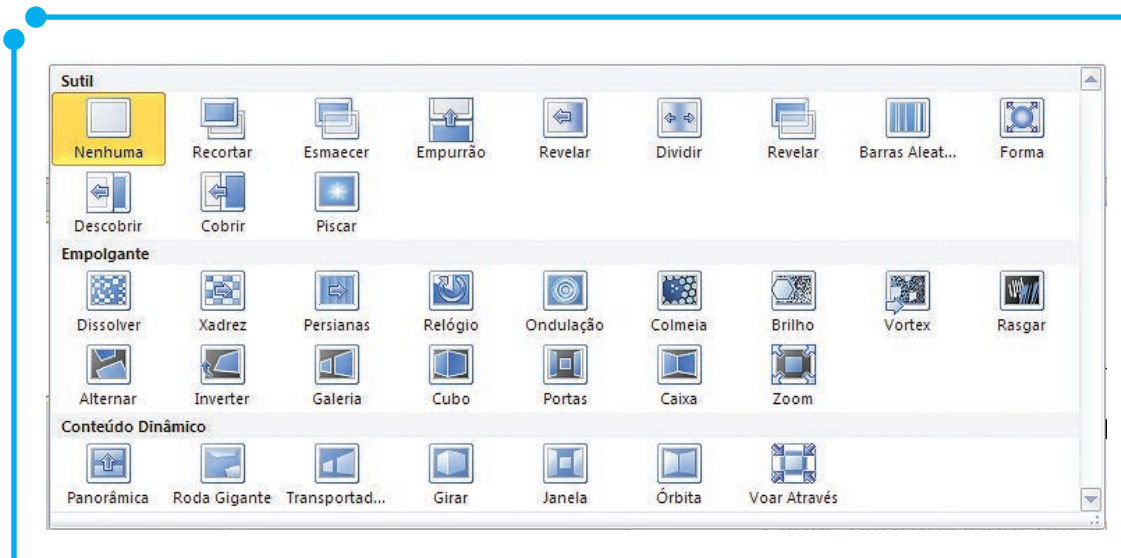 Sutil
Nenhuma Recortar Esmaecer Empurrão Revelar Dividir Revelar Barras Aleat... Forma
Descobrir Cobrir Piscar
Empolgante
Dissolver Xadrez Persianas Relógio Ondulação Colmeia Brilho Vortex Rasgar
Alternar Inverter Galeria Cubo Portas Caixa Zoom
Conteúdo Dinâmico
Panorâmica Roda Gigante Transportad... Girar Janela Órbita Voar Através